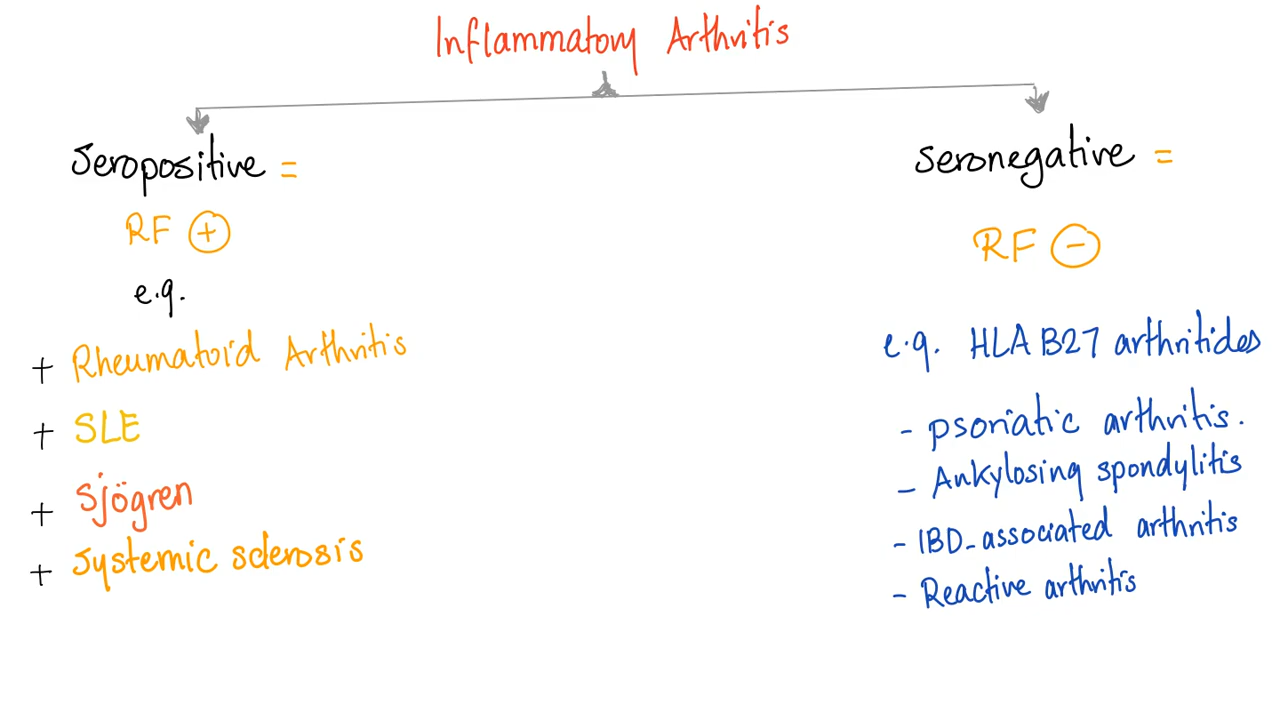 Inflammatory Arthritis
Seropositive =
RF +
e.g.
+ Rheumatoid Arthritis
+ SLE
+ Sjögren
+ Systemic sclerosis
seronegative =
RF -
e.g. HLA B27 arthritides
- psoriatic arthritis.
- Ankylosing spondylitis
- IBD-associated arthritis
- Reactive arthritis